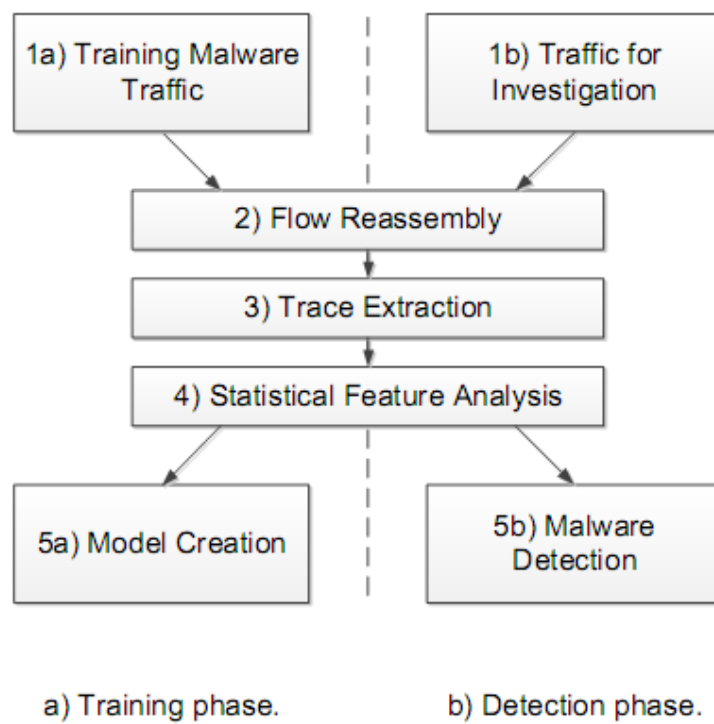 1a) Training Malware
Traffic
1b) Traffic for
Investigation
2) Flow Reassembly
3) Trace Extraction
4) Statistical Feature Analysis
5a) Model Creation
5b) Malware
Detection
a) Training phase.
b) Detection phase.